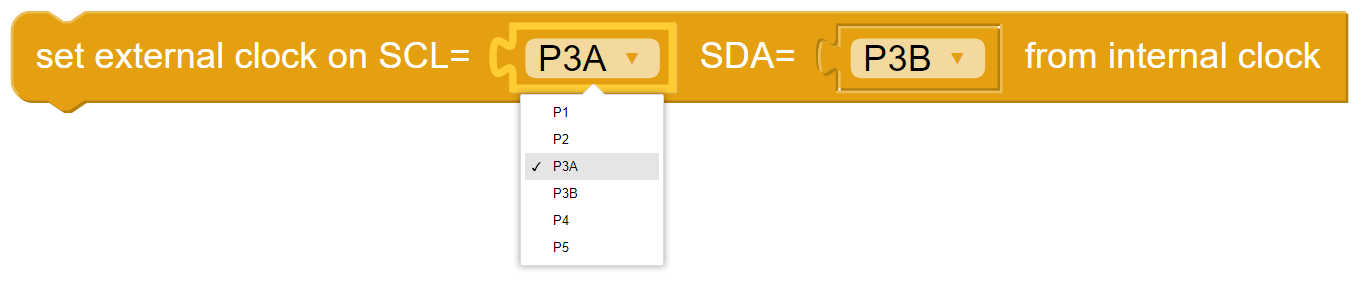 set external clock on SCL= P3A SDA= P3B from internal clock
P1
P2
✓ P3A
P3B
P4
P5